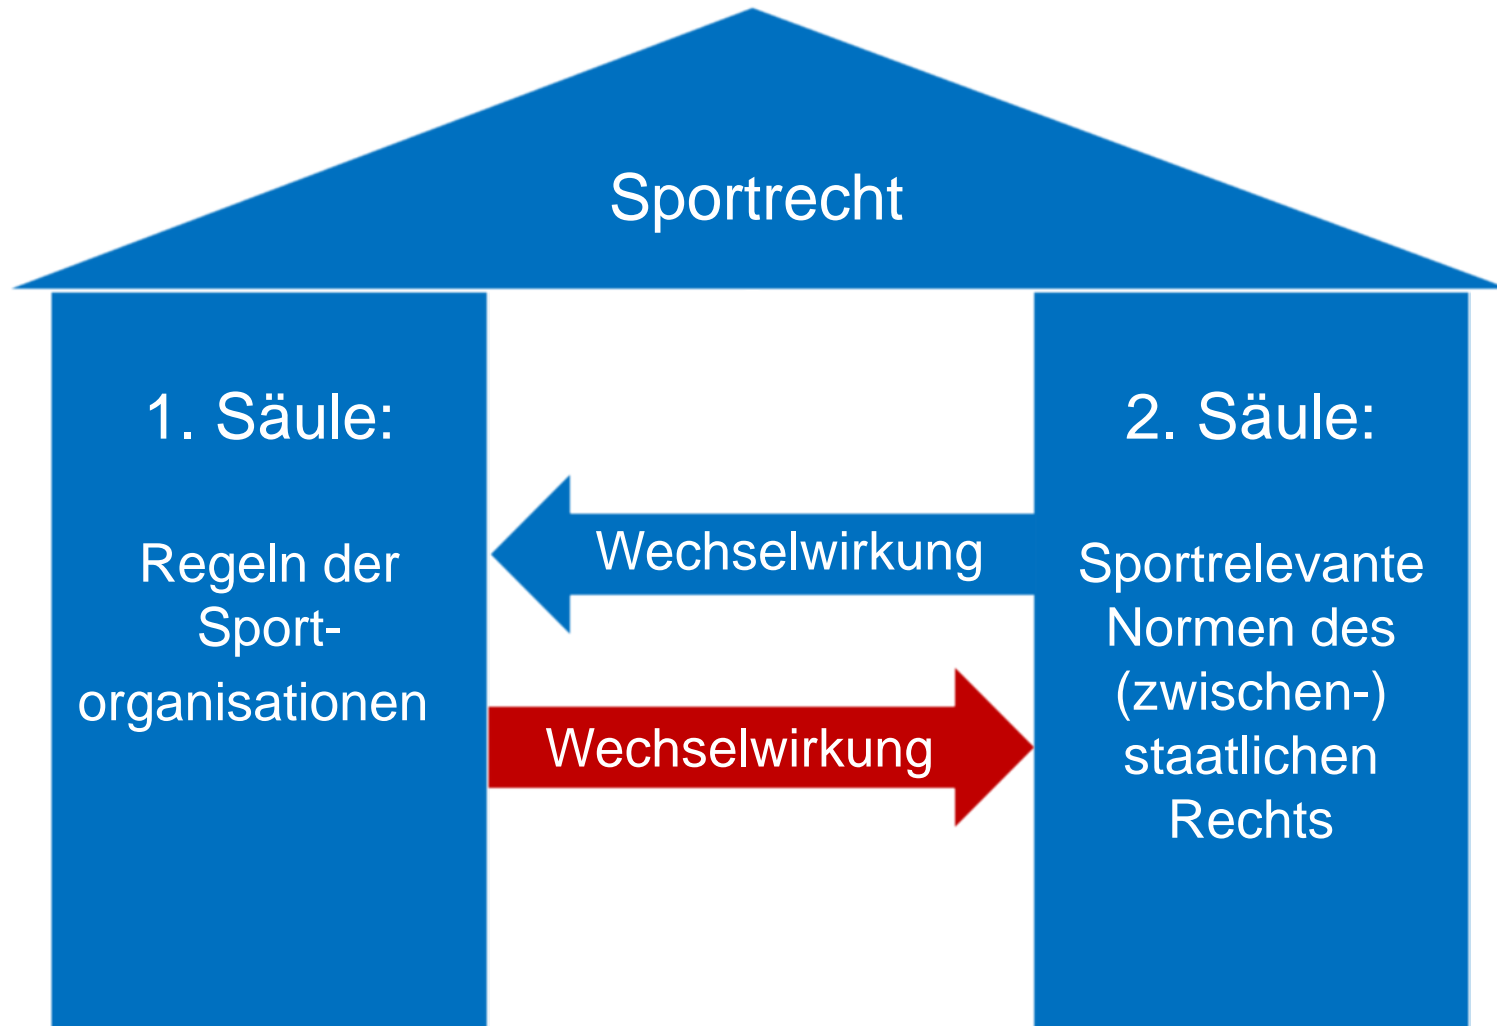 Sportrecht
1. Säule:
Regeln der
Sport-
organisationen
Wechselwirkung
Wechselwirkung
2. Säule:
Sportrelevante
Normen des
(zwischen-)
staatlichen
Rechts